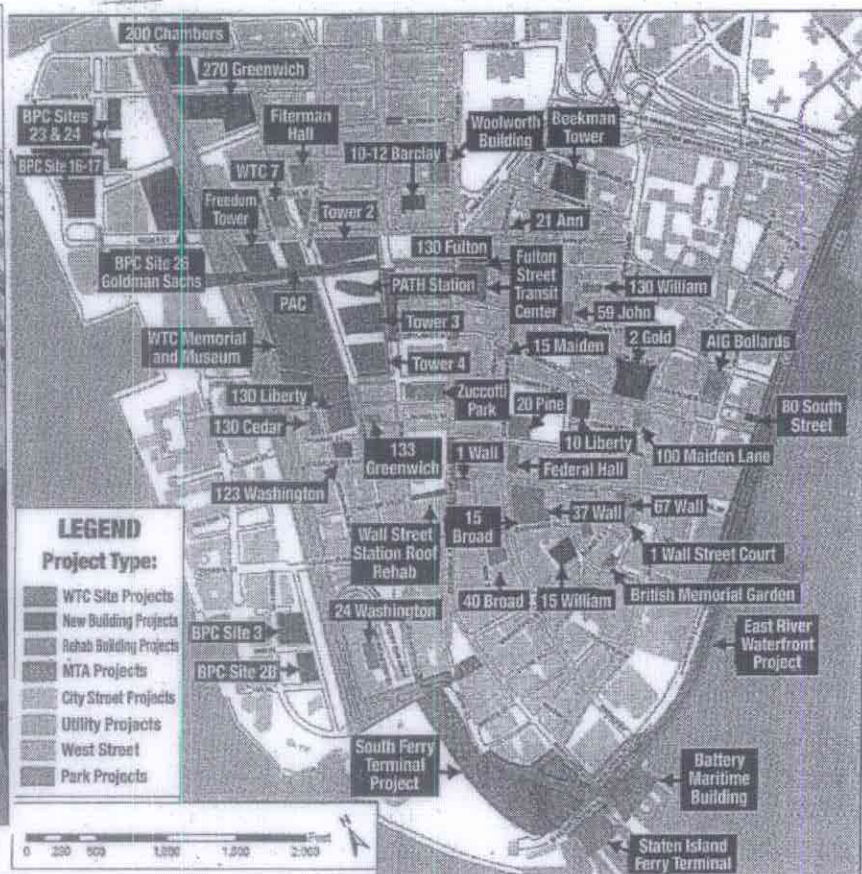 200 Chambers
270 Greenwich
BPC Sites
23 & 24
Fiterman
Hall
Woolworth
Building
Beekman
Tower
BPC Site 16-17
10-12 Barclay
WTC 7
Freedom
Tower
Tower 2
21 Ann
BPC Site 26
Goldman Sachs
130 Fulton
Fulton
Street
Transit
Center
PAC
PATH Station
130 William
59 John
WTC Memorial
and Museum
Tower 3
15 Maiden
2 Gold
AIG Bollards
Tower 4
130 Liberty
Zuccotti
Park
20 Pine
80 South
Street
130 Cedar
133
Greenwich
1 Wall
10 Liberty
100 Maiden Lane
Federal Hall
123 Washington
Wall Street
Station Roof
Rehab
15
Broad
37 Wall
67 Wall
1 Wall Street Court
40 Broad
15 William
British Memorial Garden
24 Washington
BPC Site 3
BPC Site 2B
East River
Waterfront
Project
South Ferry
Terminal
Project
Battery
Maritime
Building
Staten Island
Ferry Terminal
LEGEND
Project Type:
WTC Site Projects
New Building Projects
Rehab Building Projects
MTA Projects
City Street Projects
Utility Projects
West Street
Park Projects
Feet
0 250 500 1,000 1,500 2,000
N